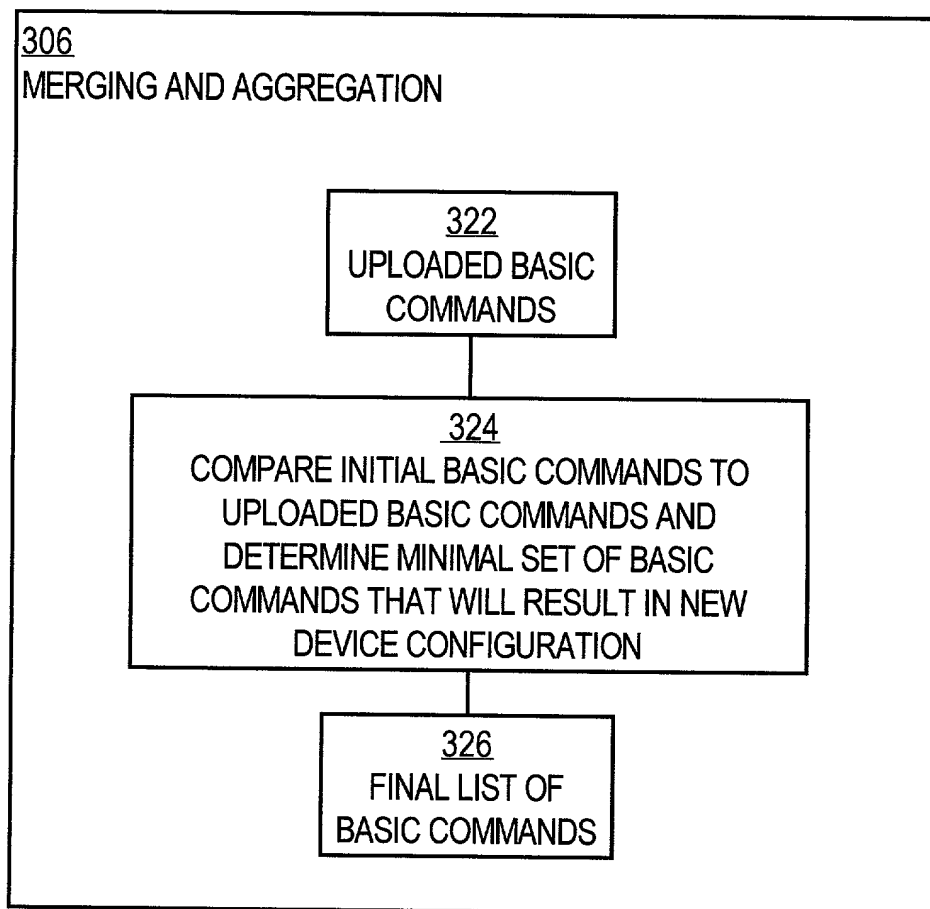 306
MERGING AND AGGREGATION
322
UPLOADED BASIC
COMMANDS
324
COMPARE INITIAL BASIC COMMANDS TO
UPLOADED BASIC COMMANDS AND
DETERMINE MINIMAL SET OF BASIC
COMMANDS THAT WILL RESULT IN NEW
DEVICE CONFIGURATION
326
FINAL LIST OF
BASIC COMMANDS